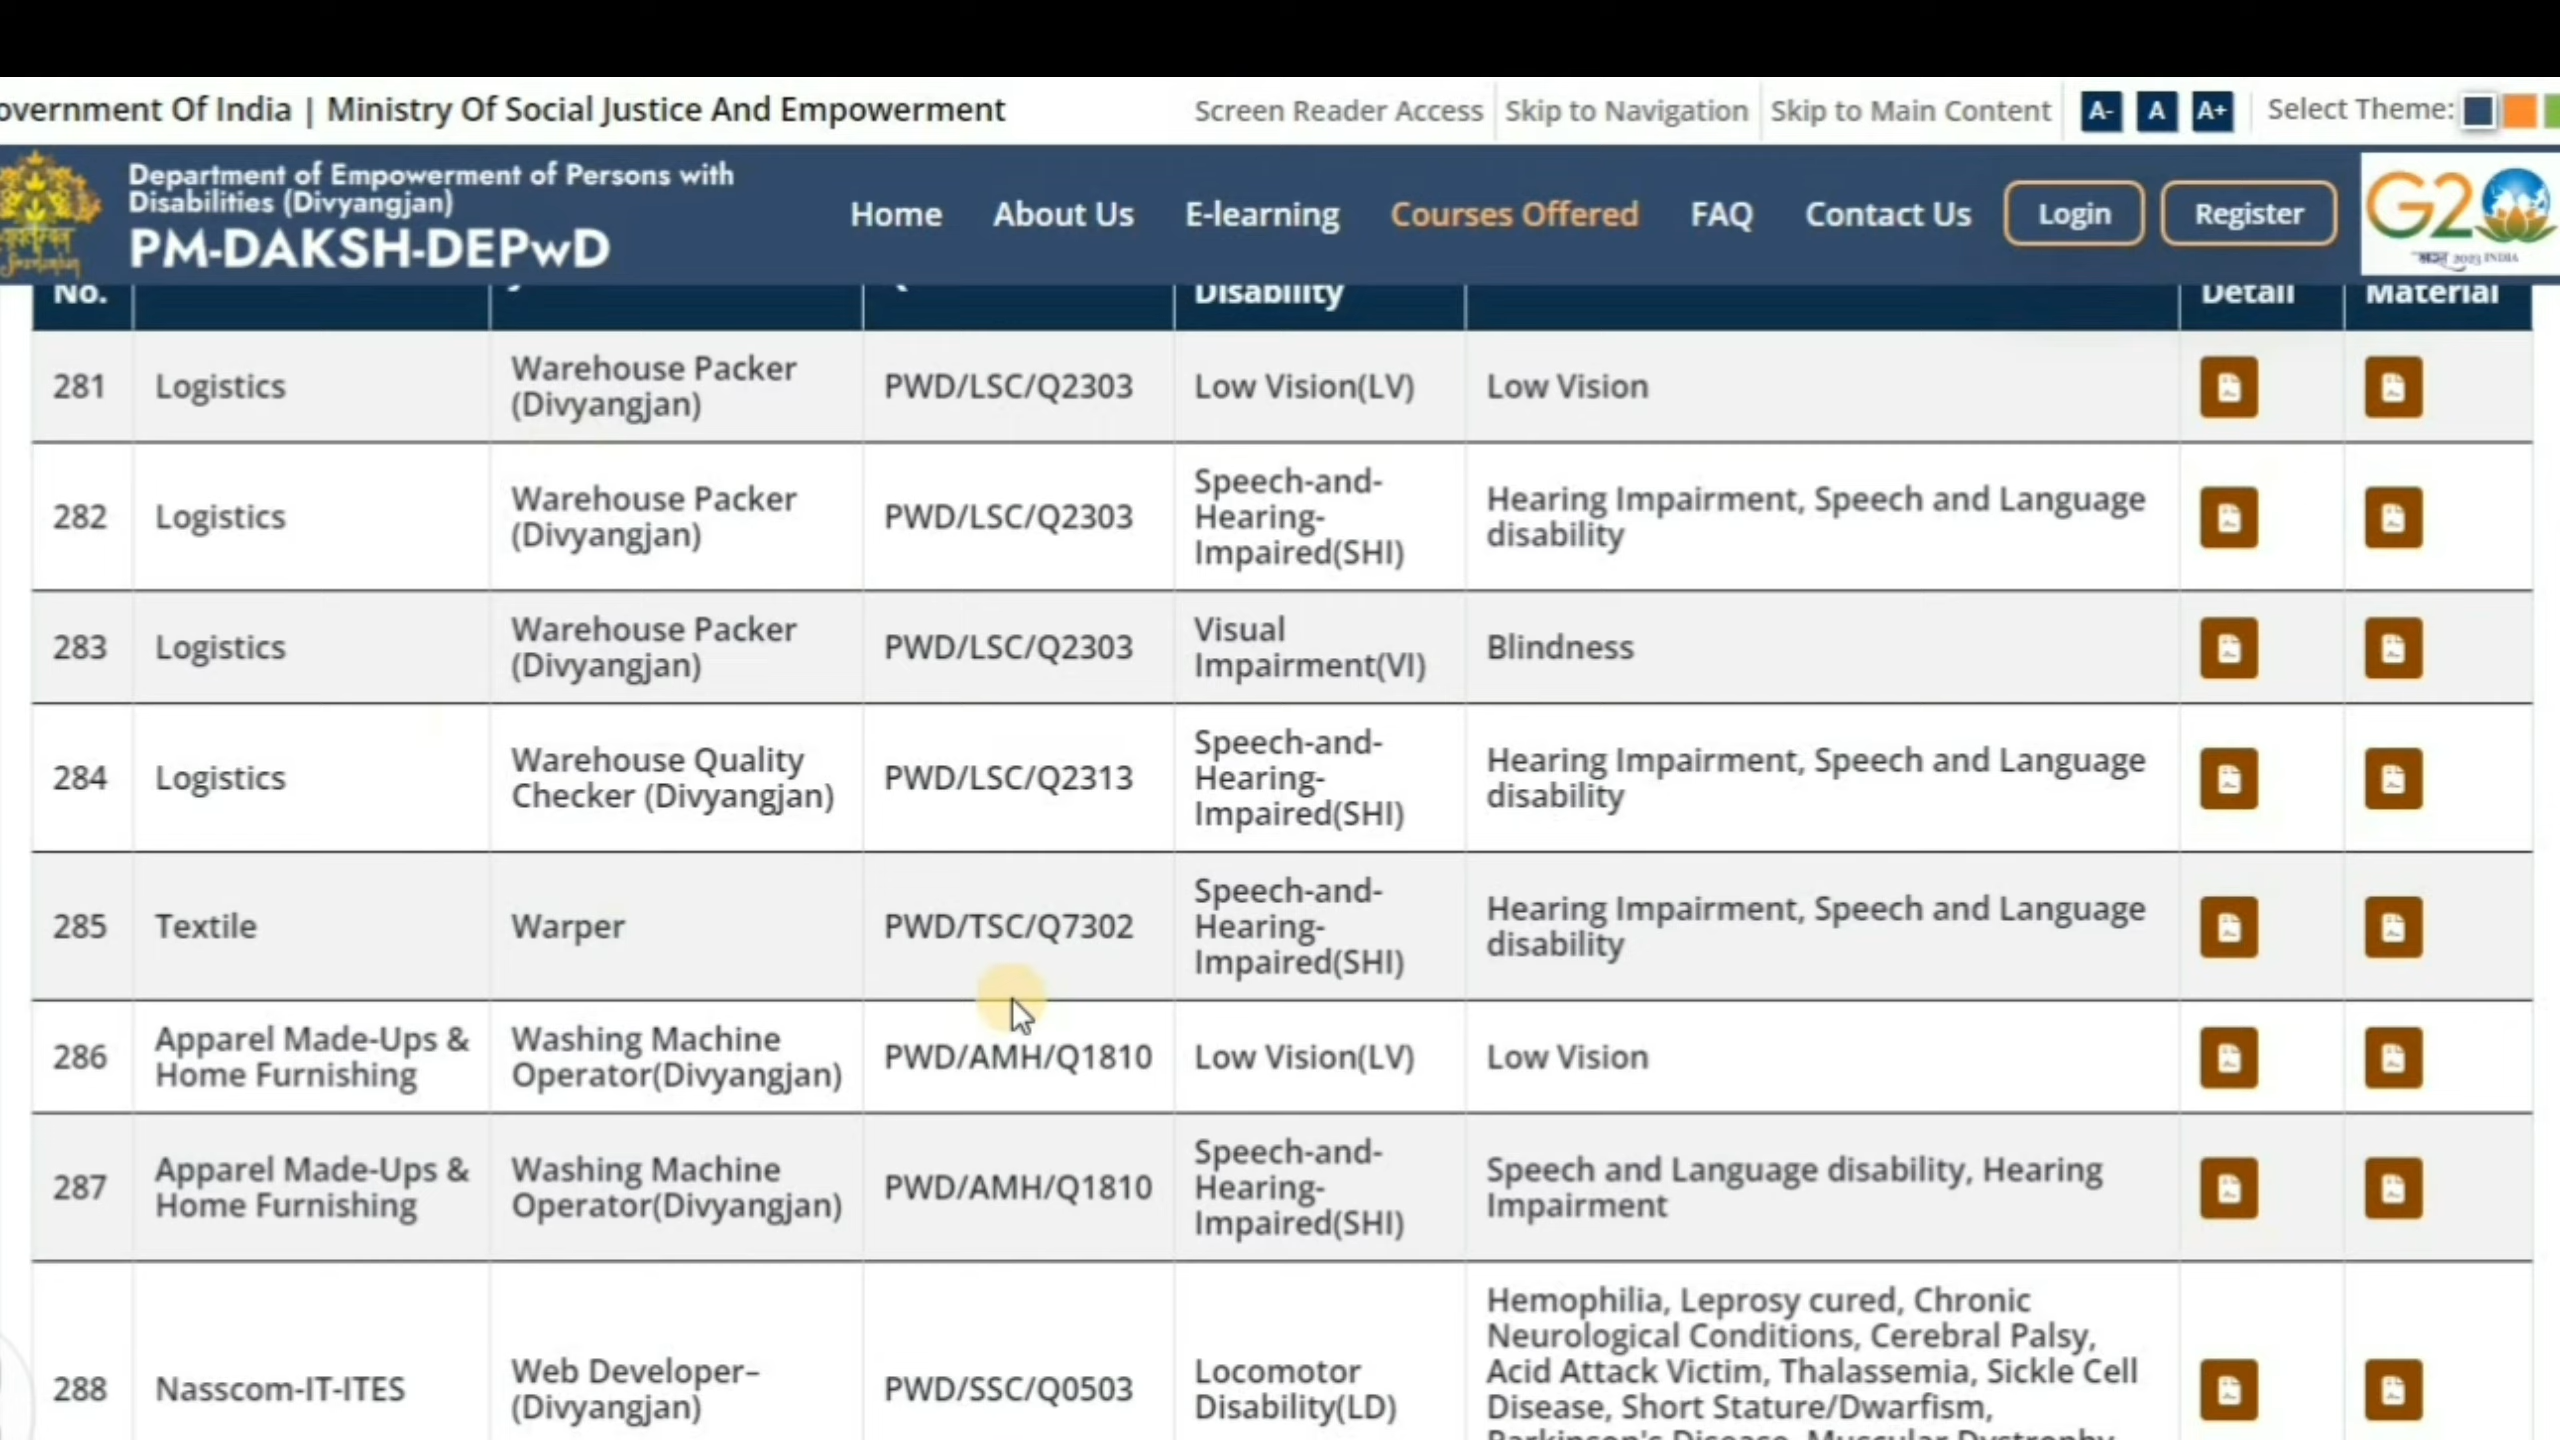 overnment Of India | Ministry Of Social Justice And Empowerment
Screen Reader Access
Skip to Navigation
Skip to Main Content
A-
A
A+
Select Theme:
Department of Empowerment of Persons with
Disabilities (Divyangjan)
PM-DAKSH-DEPwD
Home
About Us
E-learning
Courses Offered
FAQ
Contact Us
Login
Register
G20
2023 INDIA
No.
Disability
Detail
Material
281
Logistics
Warehouse Packer
(Divyangjan)
PWD/LSC/Q2303
Low Vision(LV)
Low Vision
282
Logistics
Warehouse Packer
(Divyangjan)
PWD/LSC/Q2303
Speech-and-
Hearing-
Impaired(SHI)
Hearing Impairment, Speech and Language
disability
283
Logistics
Warehouse Packer
(Divyangjan)
PWD/LSC/Q2303
Visual
Impairment(VI)
Blindness
284
Logistics
Warehouse Quality
Checker (Divyangjan)
PWD/LSC/Q2313
Speech-and-
Hearing-
Impaired(SHI)
Hearing Impairment, Speech and Language
disability
285
Textile
Warper
PWD/TSC/Q7302
Speech-and-
Hearing-
Impaired(SHI)
Hearing Impairment, Speech and Language
disability
286
Apparel Made-Ups &
Home Furnishing
Washing Machine
Operator(Divyangjan)
PWD/AMH/Q1810
Low Vision(LV)
Low Vision
287
Apparel Made-Ups &
Home Furnishing
Washing Machine
Operator(Divyangjan)
PWD/AMH/Q1810
Speech-and-
Hearing-
Impaired(SHI)
Speech and Language disability, Hearing
Impairment
288
Nasscom-IT-ITES
Web Developer–
(Divyangjan)
PWD/SSC/Q0503
Locomotor
Disability(LD)
Hemophilia, Leprosy cured, Chronic
Neurological Conditions, Cerebral Palsy,
Acid Attack Victim, Thalassemia, Sickle Cell
Disease, Short Stature/Dwarfism,
Parkinson's Disease, Muscular Dystrophy